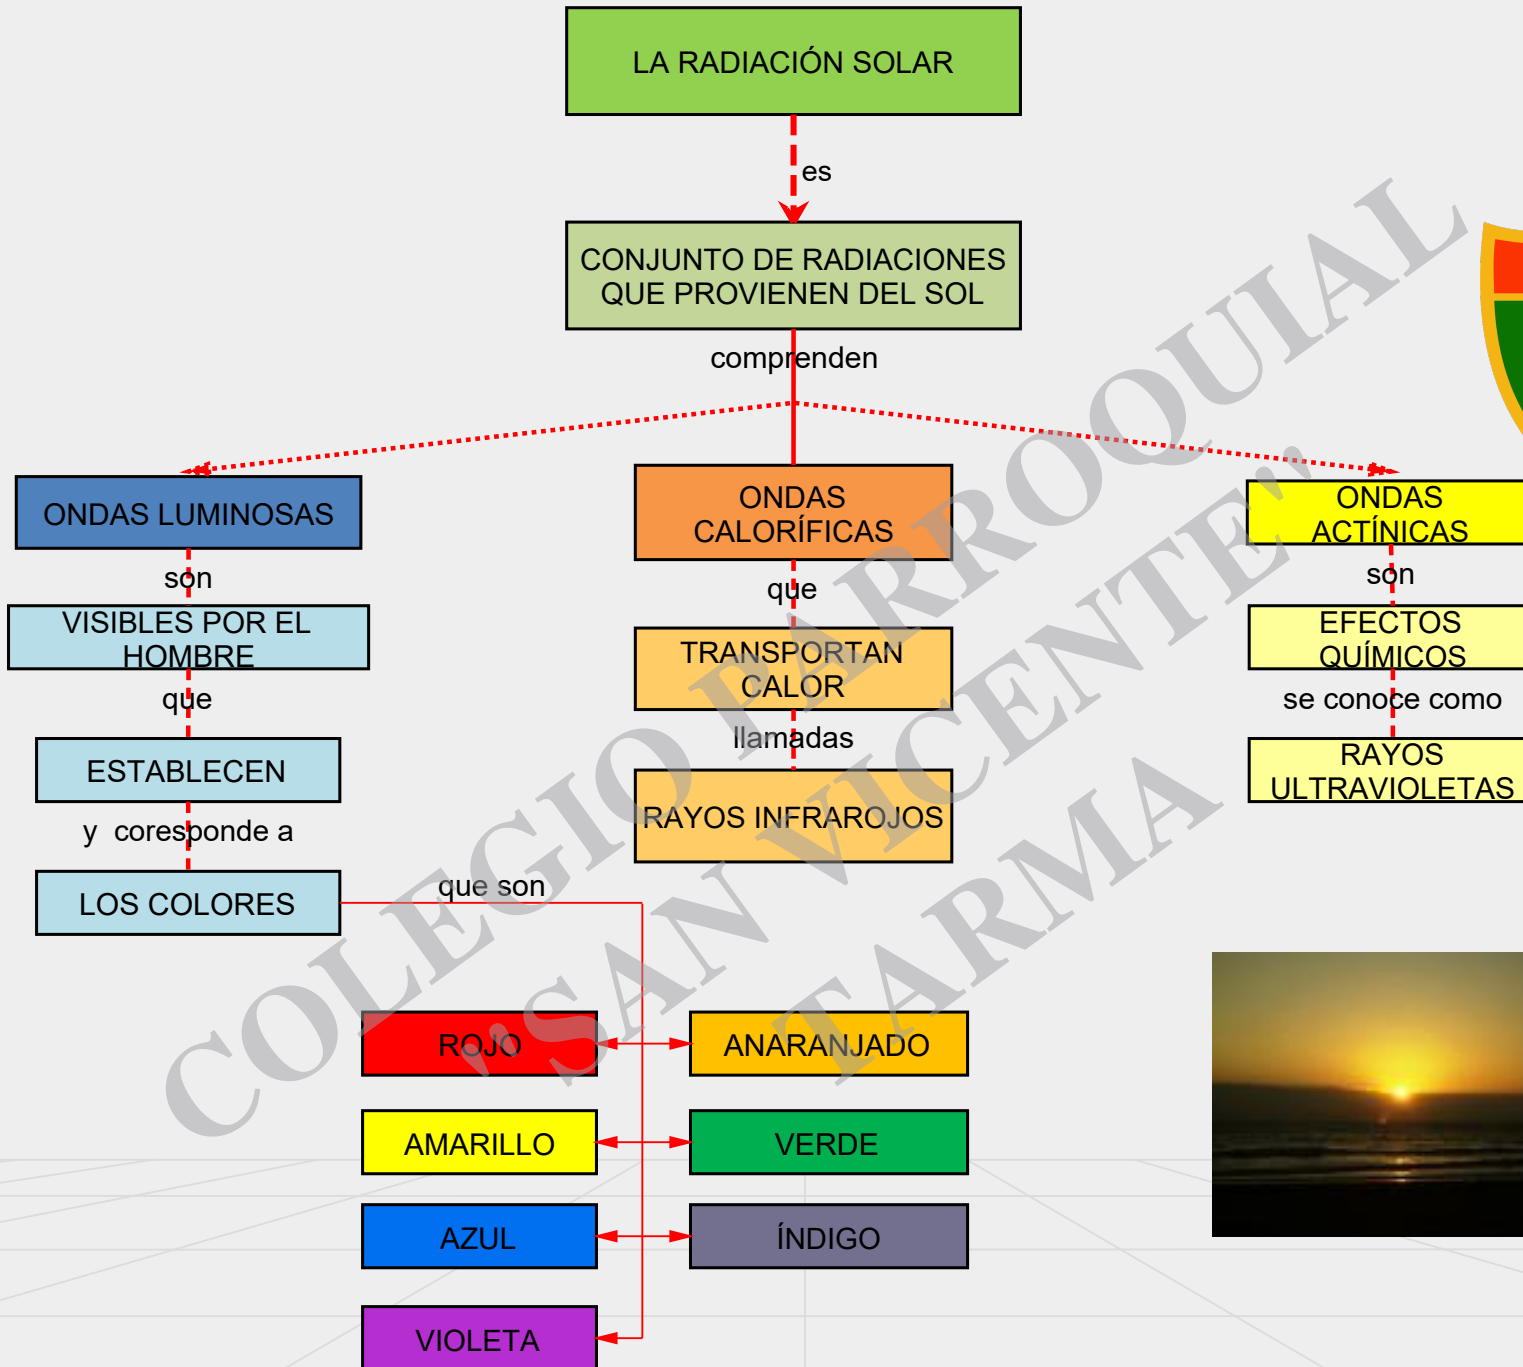 LA RADIACIÓN SOLAR
es
CONJUNTO DE RADIACIONES
QUE PROVIENEN DEL SOL
comprenden
ONDAS LUMINOSAS
son
VISIBLES POR EL
HOMBRE
que
ESTABLECEN
y coresponde a
LOS COLORES
que son
ONDAS
CALORÍFICAS
que
TRANSPORTAN
CALOR
llamadas
RAYOS INFRAROJOS
ONDAS
ACTÍNICAS
son
EFECTOS
QUÍMICOS
se conoce como
RAYOS
ULTRAVIOLETAS
ROJO
ANARANJADO
AMARILLO
VERDE
AZUL
ÍNDIGO
VIOLETA
COLEGIO PARROQUIAL
"SAN VICENTE"
TARMA